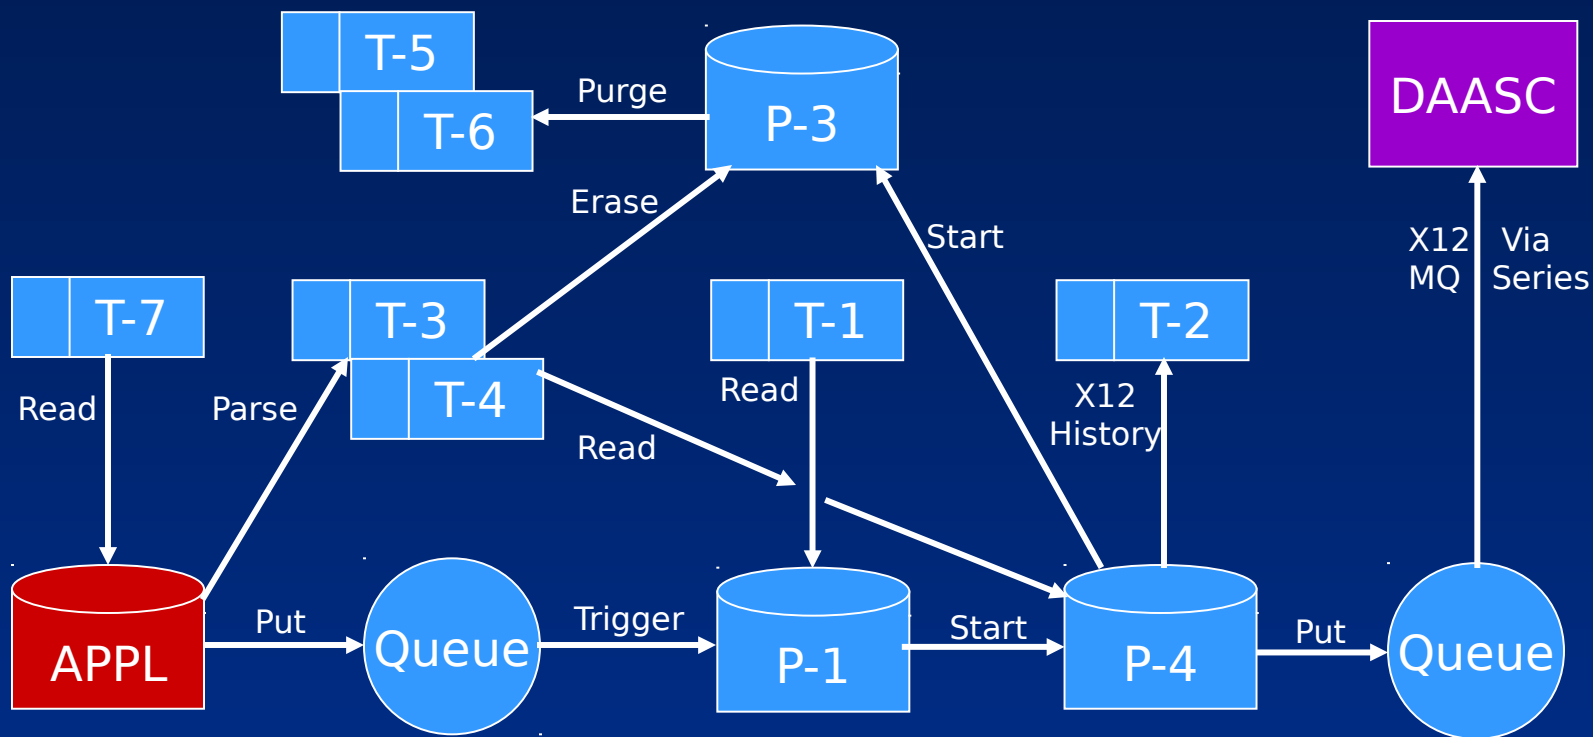 T-5
T-6
Purge
P-3
DAASC
Erase
Start
X12 Via
MQ Series
T-7
T-3
T-4
T-1
T-2
Read
Parse
Read
Read
X12
History
APPL
Put
Queue
Trigger
P-1
Start
P-4
Put
Queue